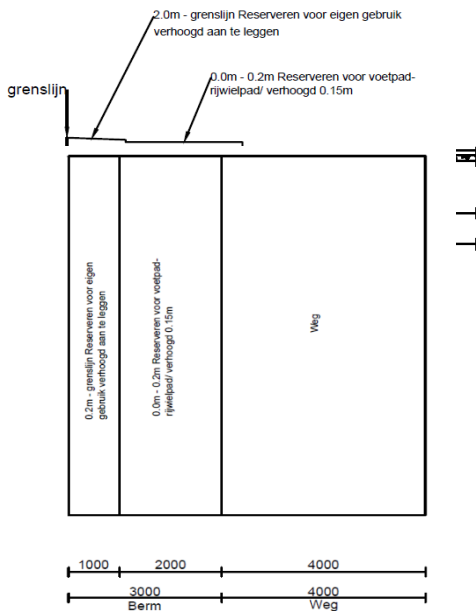 2.0m - grenslijn Reserveren voor eigen gebruik
verhoogd aan te leggen
0.0m - 0.2m Reserveren voor voetpad-
rijwielpad/ verhoogd 0.15m
grenslijn
0.2m - grenslijn Reserveren voor eigen
gebruik verhoogd aan te leggen
0.0m - 0.2m Reserveren voor voetpad-
rijwielpad/ verhoogd 0.15m
Weg
1000 2000 4000
3000 4000
Berm Weg